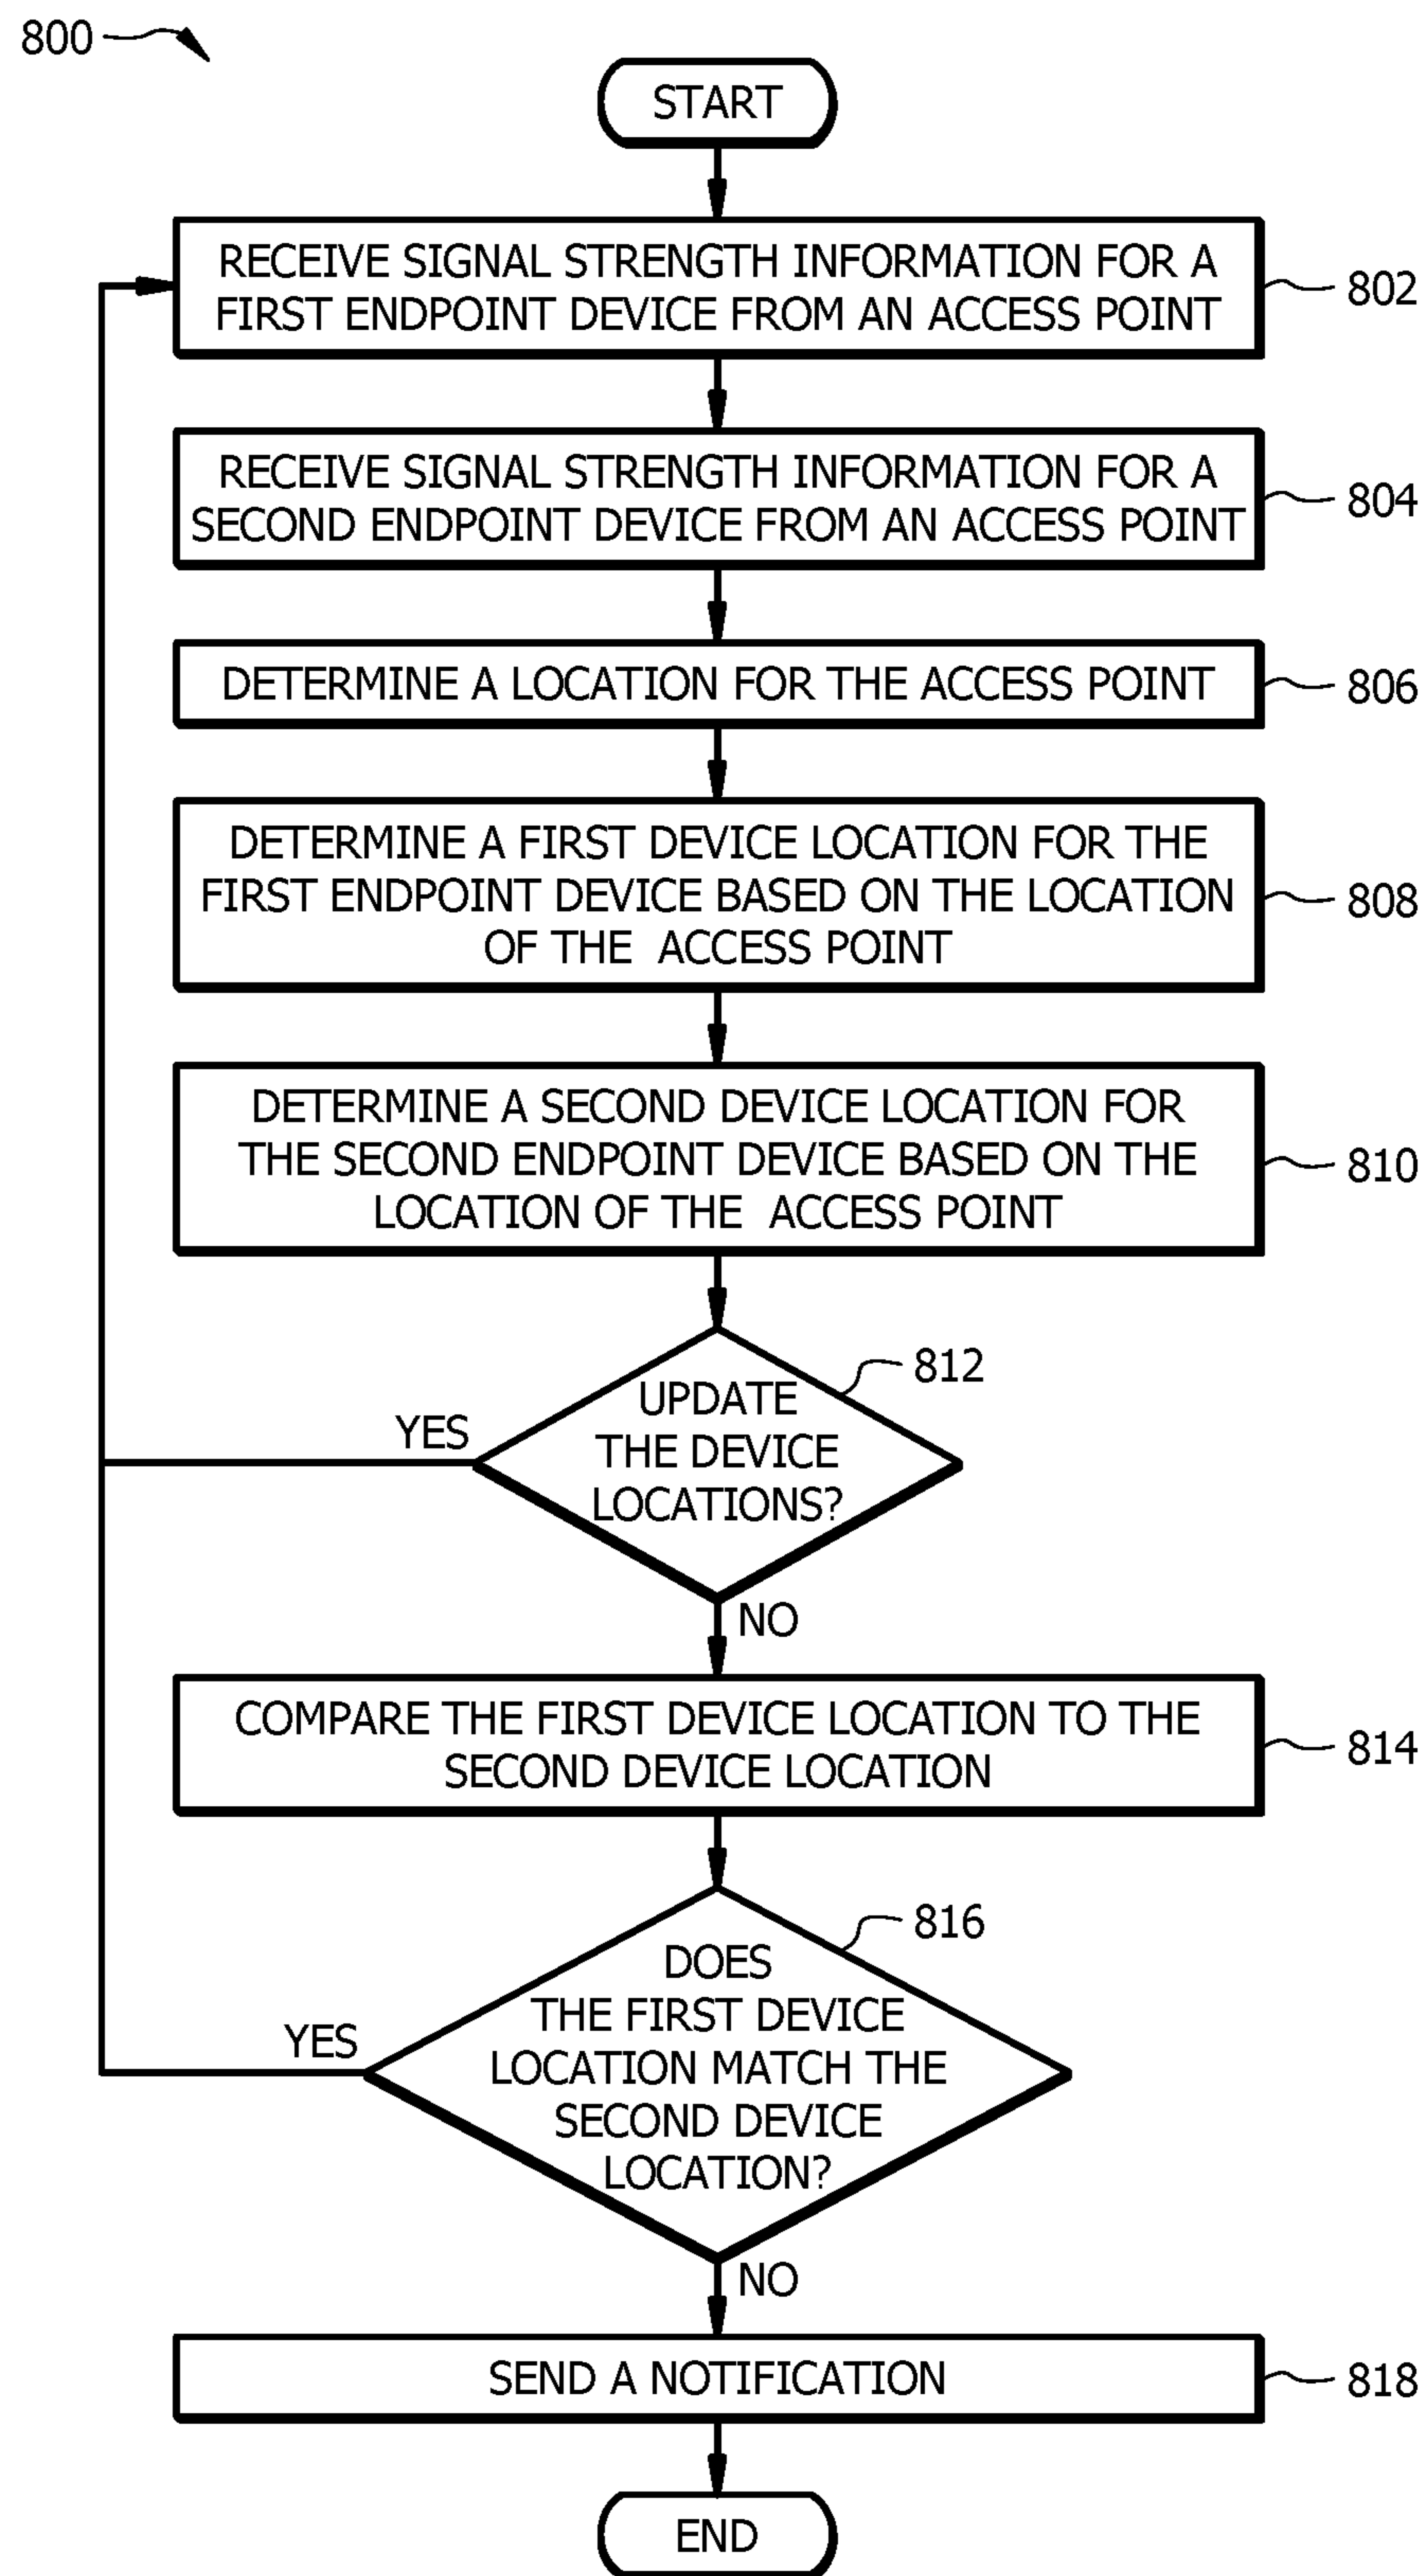 800
START
RECEIVE SIGNAL STRENGTH INFORMATION FOR A
FIRST ENDPOINT DEVICE FROM AN ACCESS POINT
802
RECEIVE SIGNAL STRENGTH INFORMATION FOR A
SECOND ENDPOINT DEVICE FROM AN ACCESS POINT
804
DETERMINE A LOCATION FOR THE ACCESS POINT
806
DETERMINE A FIRST DEVICE LOCATION FOR THE
FIRST ENDPOINT DEVICE BASED ON THE LOCATION
OF THE ACCESS POINT
808
DETERMINE A SECOND DEVICE LOCATION FOR
THE SECOND ENDPOINT DEVICE BASED ON THE
LOCATION OF THE ACCESS POINT
810
812
UPDATE
THE DEVICE
LOCATIONS?
YES
NO
COMPARE THE FIRST DEVICE LOCATION TO THE
SECOND DEVICE LOCATION
814
816
DOES
THE FIRST DEVICE
LOCATION MATCH THE
SECOND DEVICE
LOCATION?
YES
NO
SEND A NOTIFICATION
818
END